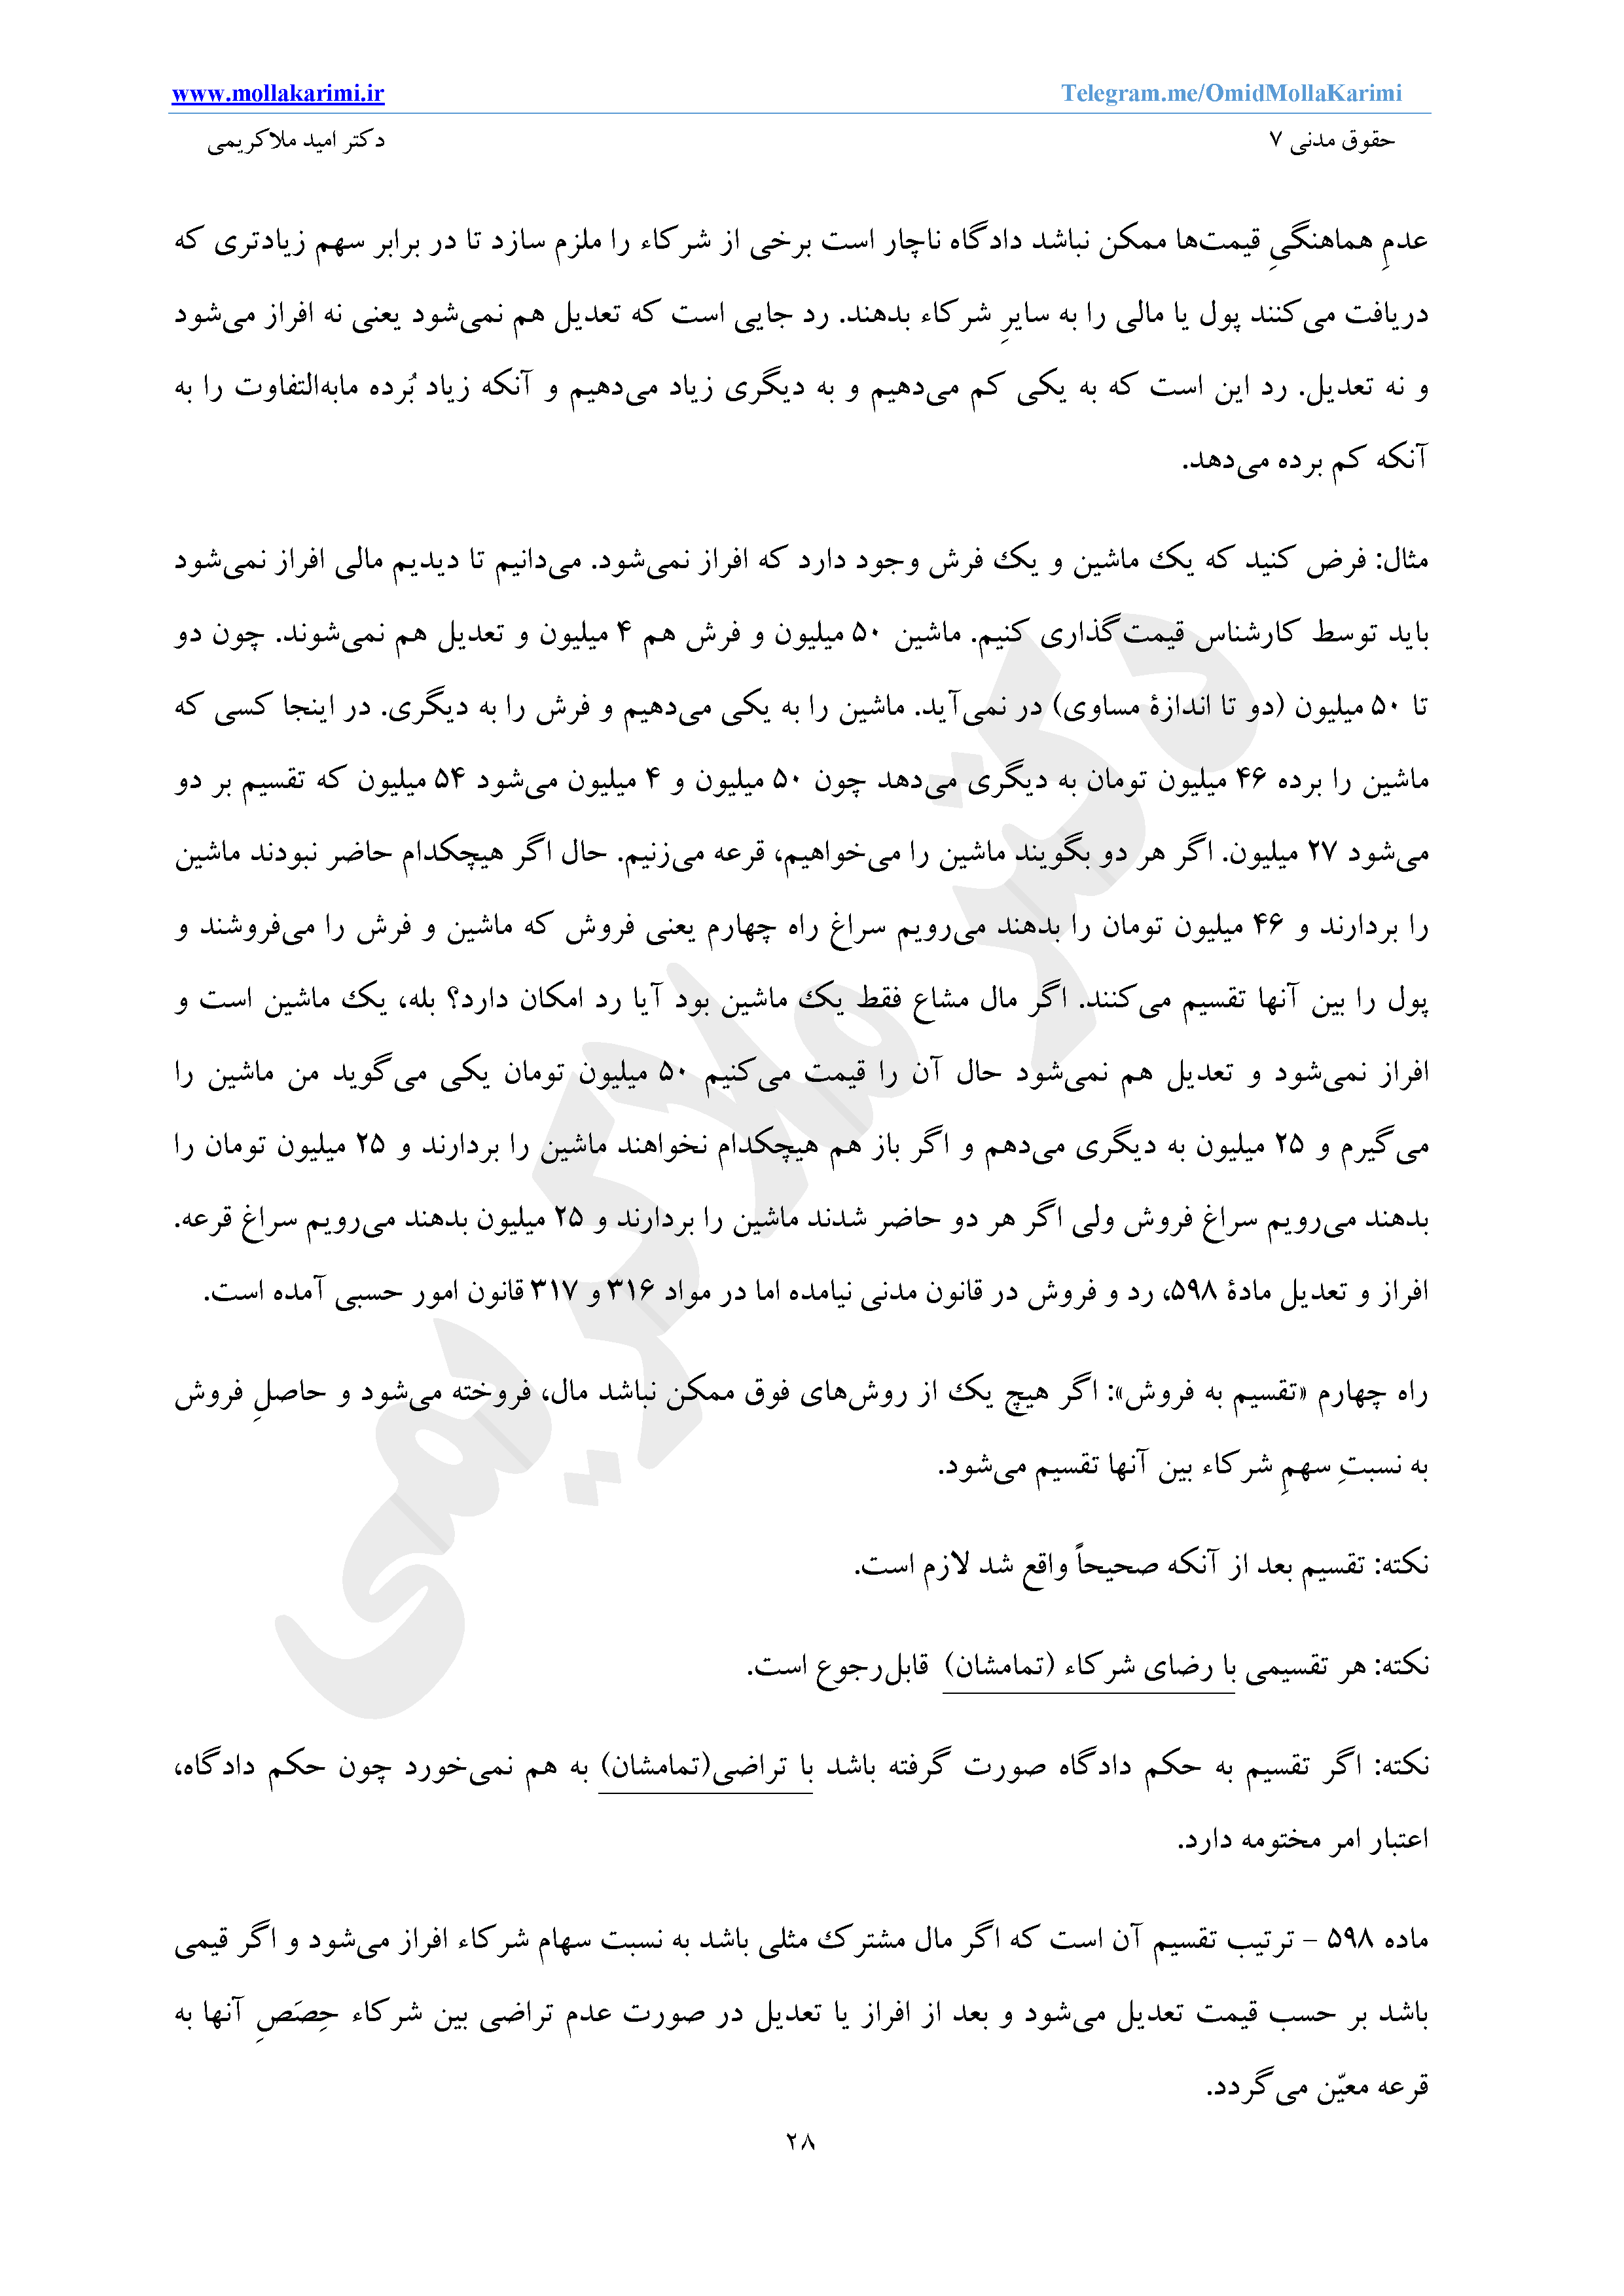 www.mollakarimi.ir Telegram.me/OmidMollaKarimi
حقوق مدنی ۷ دکتر امید ملاکریمی
عدمِ هماهنگیِ قیمت‌ها ممکن نباشد دادگاه ناچار است برخی از شرکاء را ملزم سازد تا در برابر سهم زیادتری که
دریافت می‌کنند پول یا مالی را به سایرِ شرکاء بدهند. رد جایی است که تعدیل هم نمی‌شود یعنی نه افراز می‌شود
و نه تعدیل. رد این است که به یکی کم می‌دهیم و به دیگری زیاد می‌دهیم و آنکه زیاد بُرده مابه‌التفاوت را به
آنکه کم برده می‌دهد.
مثال: فرض کنید که یک ماشین و یک فرش وجود دارد که افراز نمی‌شود. می‌دانیم تا دیدیم مالی افراز نمی‌شود
باید توسط کارشناس قیمت‌گذاری کنیم. ماشین ۵۰ میلیون و فرش هم ۴ میلیون و تعدیل هم نمی‌شوند. چون دو
تا ۵۰ میلیون (دو تا اندازۀ مساوی) در نمی‌آید. ماشین را به یکی می‌دهیم و فرش را به دیگری. در اینجا کسی که
ماشین را برده ۴۶ میلیون تومان به دیگری می‌دهد چون ۵۰ میلیون و ۴ میلیون می‌شود ۵۴ میلیون که تقسیم بر دو
می‌شود ۲۷ میلیون. اگر هر دو بگویند ماشین را می‌خواهیم، قرعه می‌زنیم. حال اگر هیچکدام حاضر نبودند ماشین
را بردارند و ۴۶ میلیون تومان را بدهند می‌رویم سراغ راه چهارم یعنی فروش که ماشین و فرش را می‌فروشند و
پول را بین آنها تقسیم می‌کنند. اگر مال مشاع فقط یک ماشین بود آیا رد امکان دارد؟ بله، یک ماشین است و
افراز نمی‌شود و تعدیل هم نمی‌شود حال آن را قیمت می‌کنیم ۵۰ میلیون تومان یکی می‌گوید من ماشین را
می‌گیرم و ۲۵ میلیون به دیگری می‌دهم و اگر باز هم هیچکدام نخواهند ماشین را بردارند و ۲۵ میلیون تومان را
بدهند می‌رویم سراغ فروش ولی اگر هر دو حاضر شدند ماشین را بردارند و ۲۵ میلیون بدهند می‌رویم سراغ قرعه.
افراز و تعدیل مادۀ ۵۹۸، رد و فروش در قانون مدنی نیامده اما در مواد ۳۱۶ و ۳۱۷ قانون امور حسبی آمده است.
راه چهارم «تقسیم به فروش»: اگر هیچ یک از روش‌های فوق ممکن نباشد مال، فروخته می‌شود و حاصلِ فروش
به نسبتِ سهمِ شرکاء بین آنها تقسیم می‌شود.
نکته: تقسیم بعد از آنکه صحیحاً واقع شد لازم است.
نکته: هر تقسیمی با رضای شرکاء (تمامشان) قابل‌رجوع است.
نکته: اگر تقسیم به حکم دادگاه صورت گرفته باشد با تراضی(تمامشان) به هم نمی‌خورد چون حکم دادگاه،
اعتبار امر مختومه دارد.
ماده ۵۹۸ – ترتیب تقسیم آن است که اگر مال مشترک مثلی باشد به نسبت سهام شرکاء افراز می‌شود و اگر قیمی
باشد بر حسب قیمت تعدیل می‌شود و بعد از افراز یا تعدیل در صورت عدم تراضی بین شرکاء حِصَصِ آنها به
قرعه معیّن می‌گردد.
۲۸
دکتر ملاکریمی